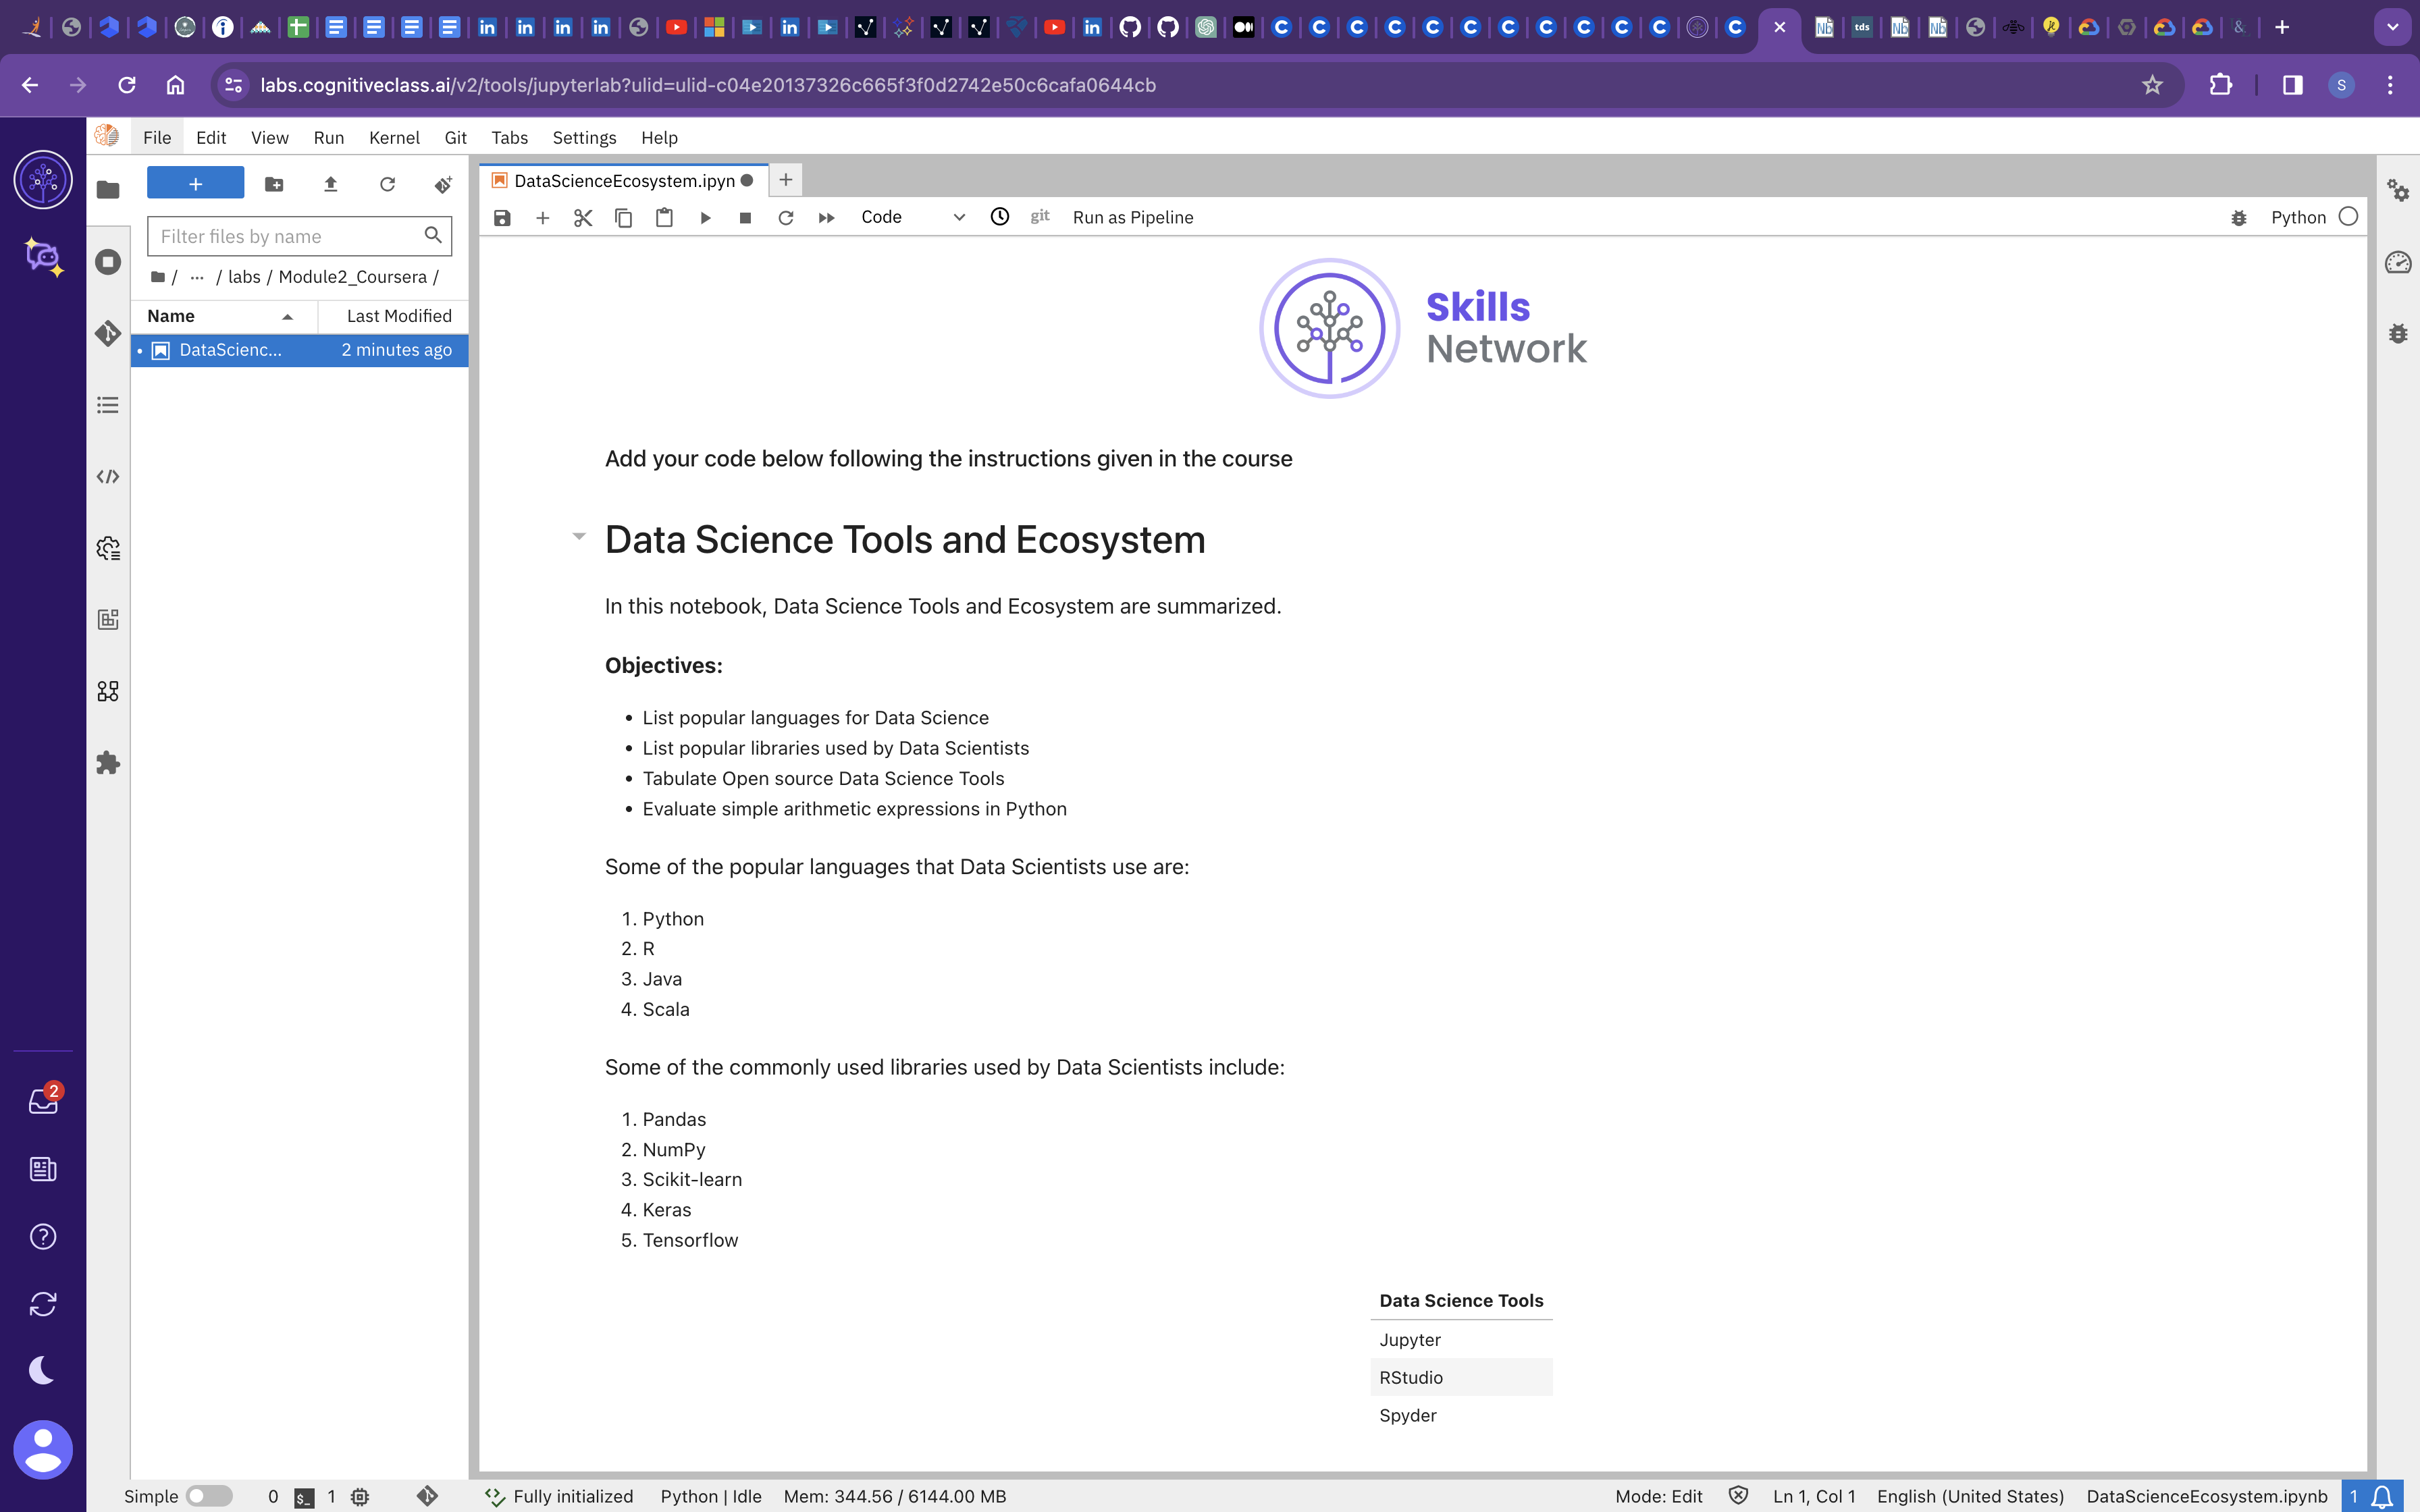 tds
labs.cognitiveclass.ai/v2/tools/jupyterlab?ulid=ulid-c04e20137326c665f3f0d2742e50c6cafa0644cb
S
File Edit View Run Kernel Git Tabs Settings Help
DataScienceEcosystem.ipyn
Filter files by name
Code
git
Run as Pipeline
Python
/ ... / labs / Module2_Coursera /
Name Last Modified
DataScienc... 2 minutes ago
Skills
Network
Add your code below following the instructions given in the course
Data Science Tools and Ecosystem
In this notebook, Data Science Tools and Ecosystem are summarized.
Objectives:
• List popular languages for Data Science
• List popular libraries used by Data Scientists
• Tabulate Open source Data Science Tools
• Evaluate simple arithmetic expressions in Python
Some of the popular languages that Data Scientists use are:
1. Python
2. R
3. Java
4. Scala
Some of the commonly used libraries used by Data Scientists include:
1. Pandas
2. NumPy
3. Scikit-learn
4. Keras
5. Tensorflow
Data Science Tools
Jupyter
RStudio
Spyder
2
Simple 0 $_ 1 Fully initialized Python | Idle Mem: 344.56 / 6144.00 MB Mode: Edit Ln 1, Col 1 English (United States) DataScienceEcosystem.ipynb 1